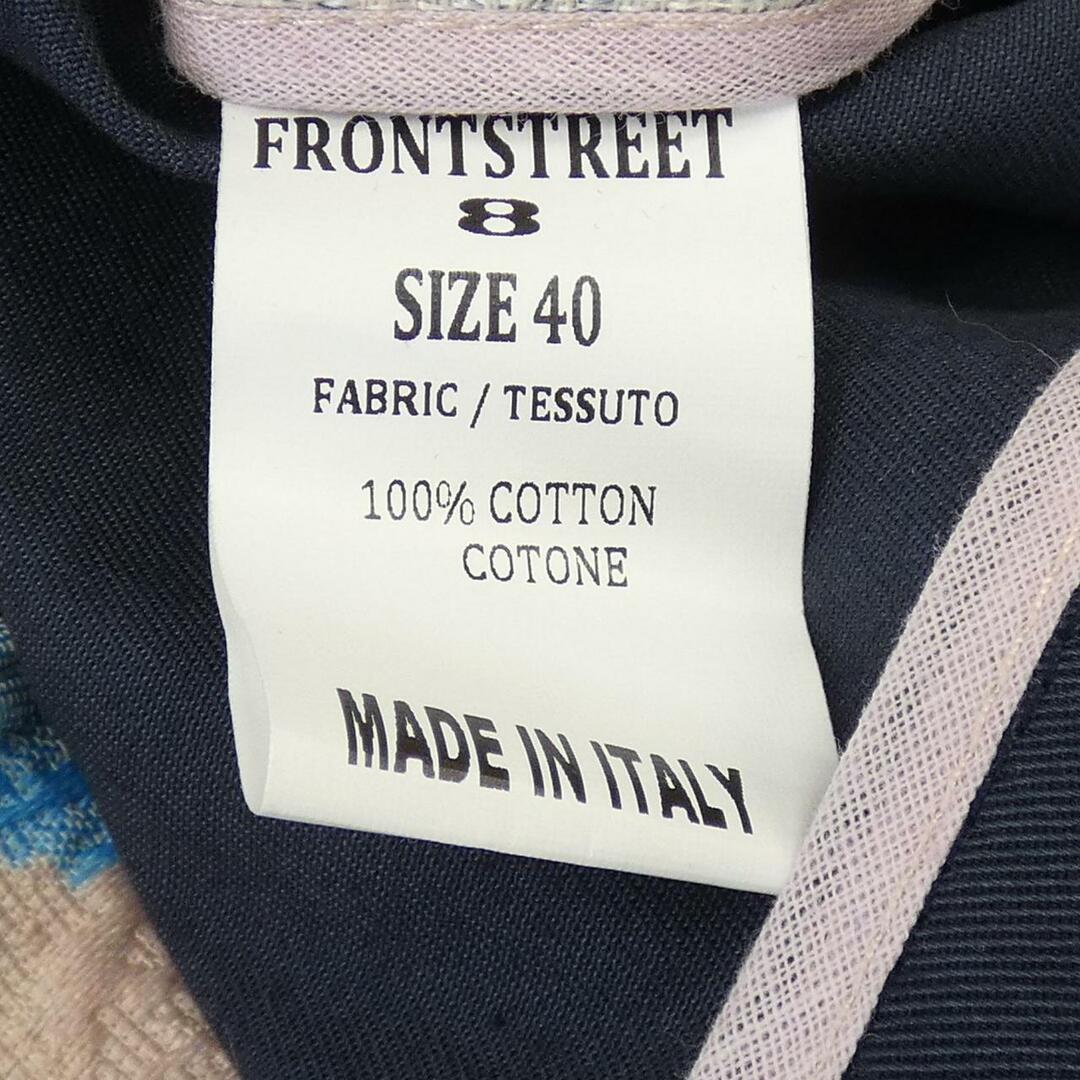 FRONTSTREET
8
SIZE 40
FABRIC / TESSUTO
100% COTTON
COTONE
MADE IN ITALY